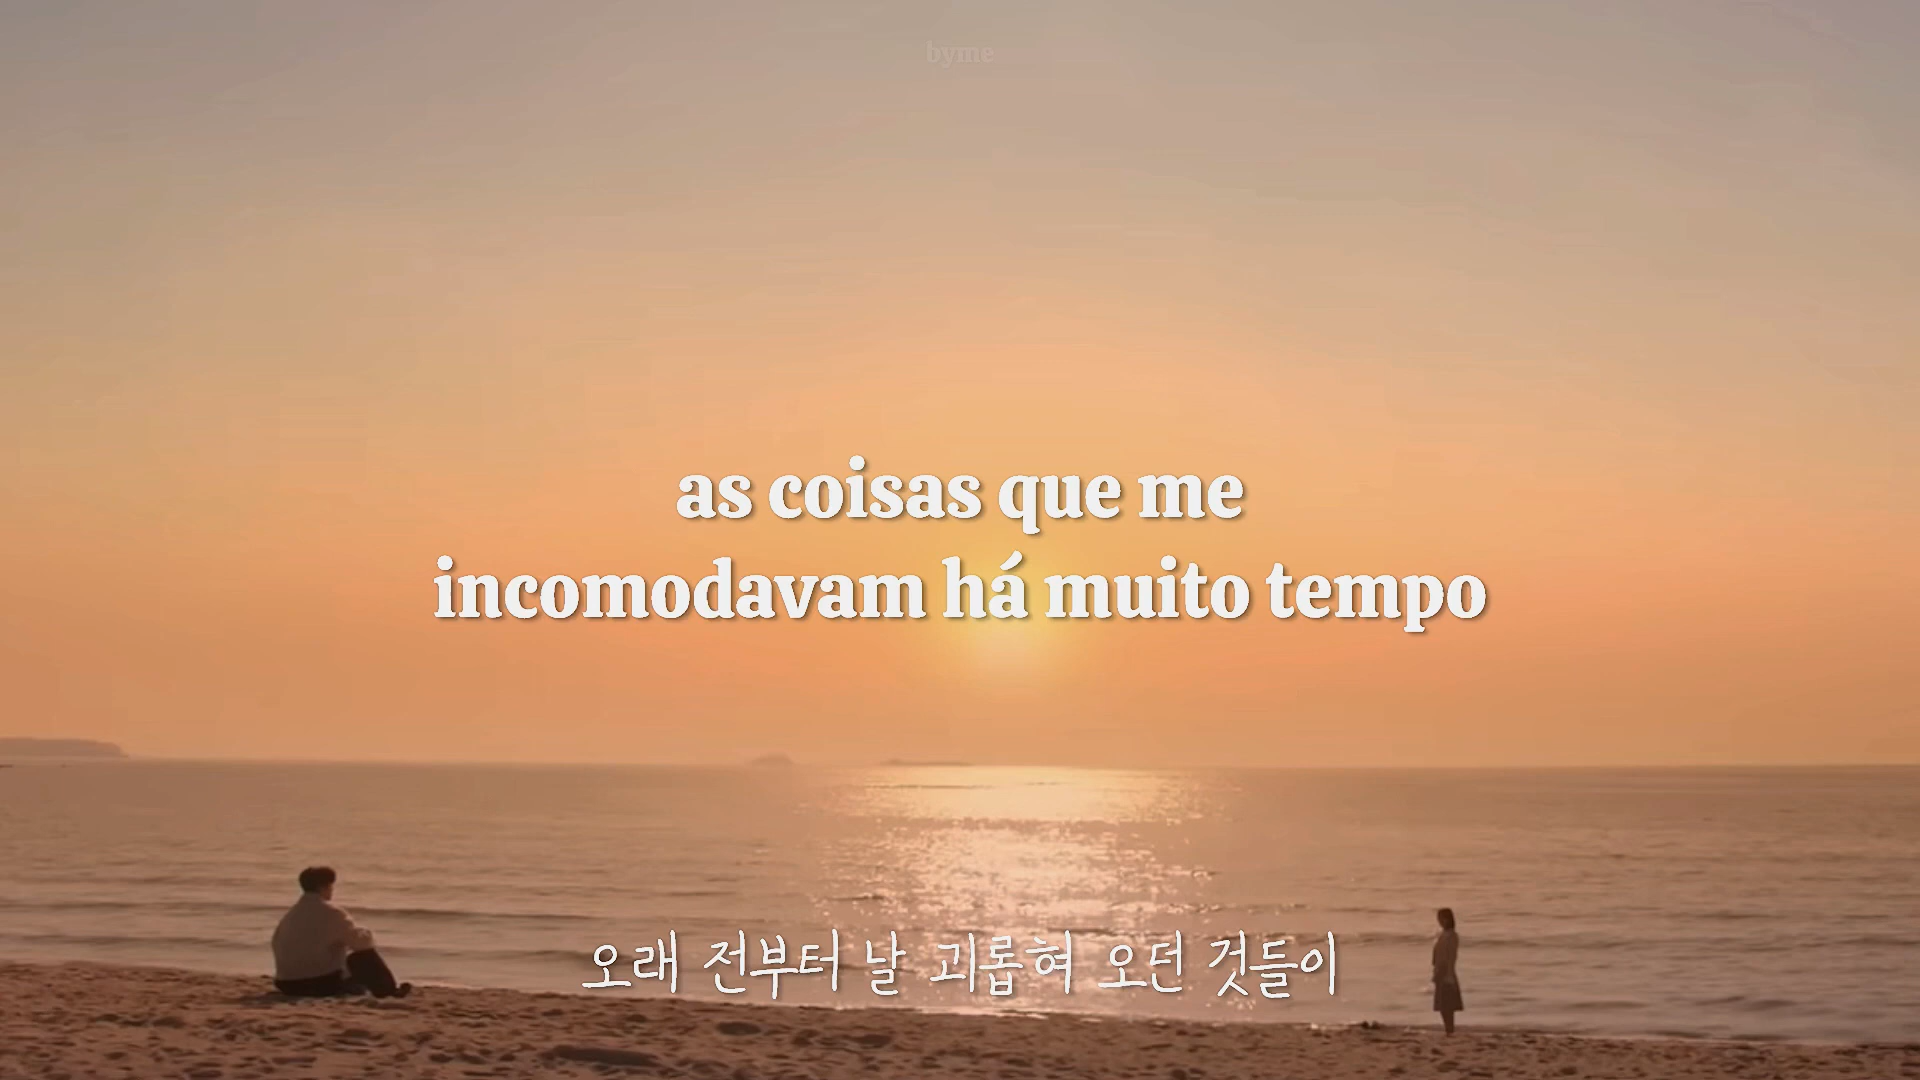 byme
as coisas que me
incomodavam há muito tempo
오래 전부터 날 괴롭혀 오던 것들이